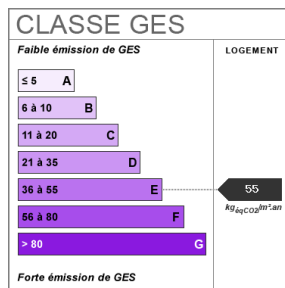 CLASSE GES
Faible émission de GES
LOGEMENT
≤ 5 A
6 à 10 B
11 à 20 C
21 à 35 D
36 à 55 E
55
kgéqCO2/m².an
56 à 80 F
> 80 G
Forte émission de GES